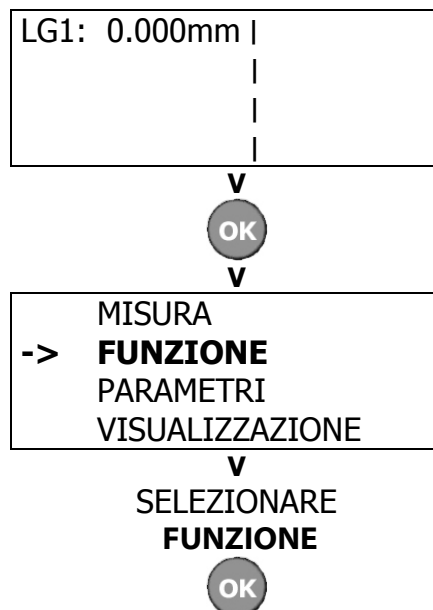 LG1: 0.000mm |
|
|
|
V
OK
V
MISURA
-> FUNZIONE
PARAMETRI
VISUALIZZAZIONE
V
SELEZIONARE
FUNZIONE
OK